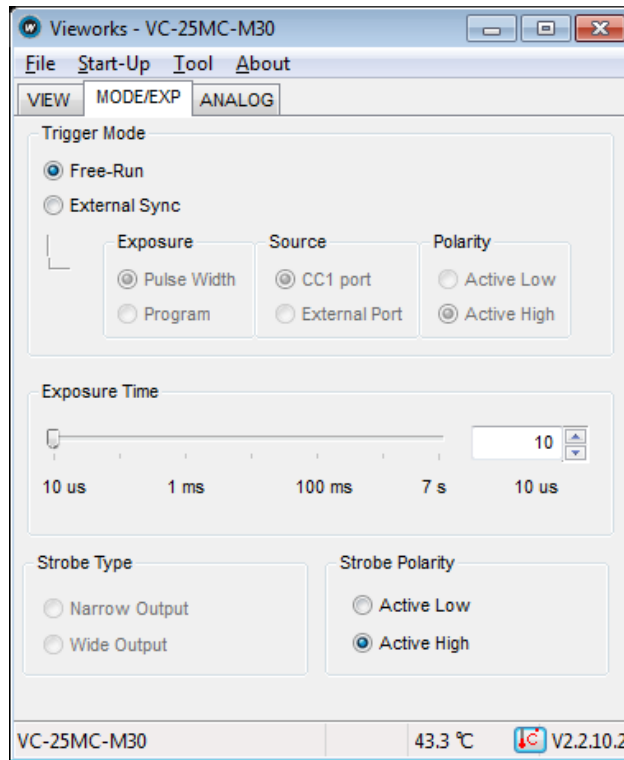 Vieworks - VC-25MC-M30
File Start-Up Tool About
VIEW MODE/EXP ANALOG
Trigger Mode
Free-Run
External Sync
Exposure Source Polarity
Pulse Width CC1 port Active Low
Program External Port Active High
Exposure Time
10
10 us 1 ms 100 ms 7 s 10 us
Strobe Type Strobe Polarity
Narrow Output Active Low
Wide Output Active High
VC-25MC-M30 43.3 ℃ C V2.2.10.2